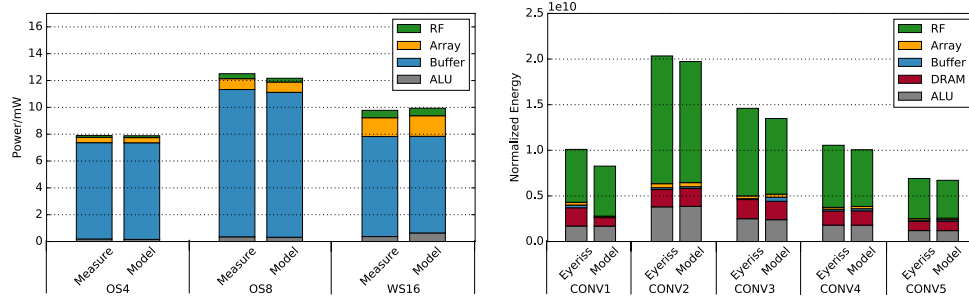 16
14
12
10
8
6
4
2
0
Power/mW
RF
Array
Buffer
ALU
Measure Model Measure Model Measure Model
OS4 OS8 WS16
2.5 1e10
2.0
1.5
1.0
0.5
0.0
Normalized Energy
RF
Array
Buffer
DRAM
ALU
Eyeriss Model Eyeriss Model Eyeriss Model Eyeriss Model Eyeriss Model
CONV1 CONV2 CONV3 CONV4 CONV5